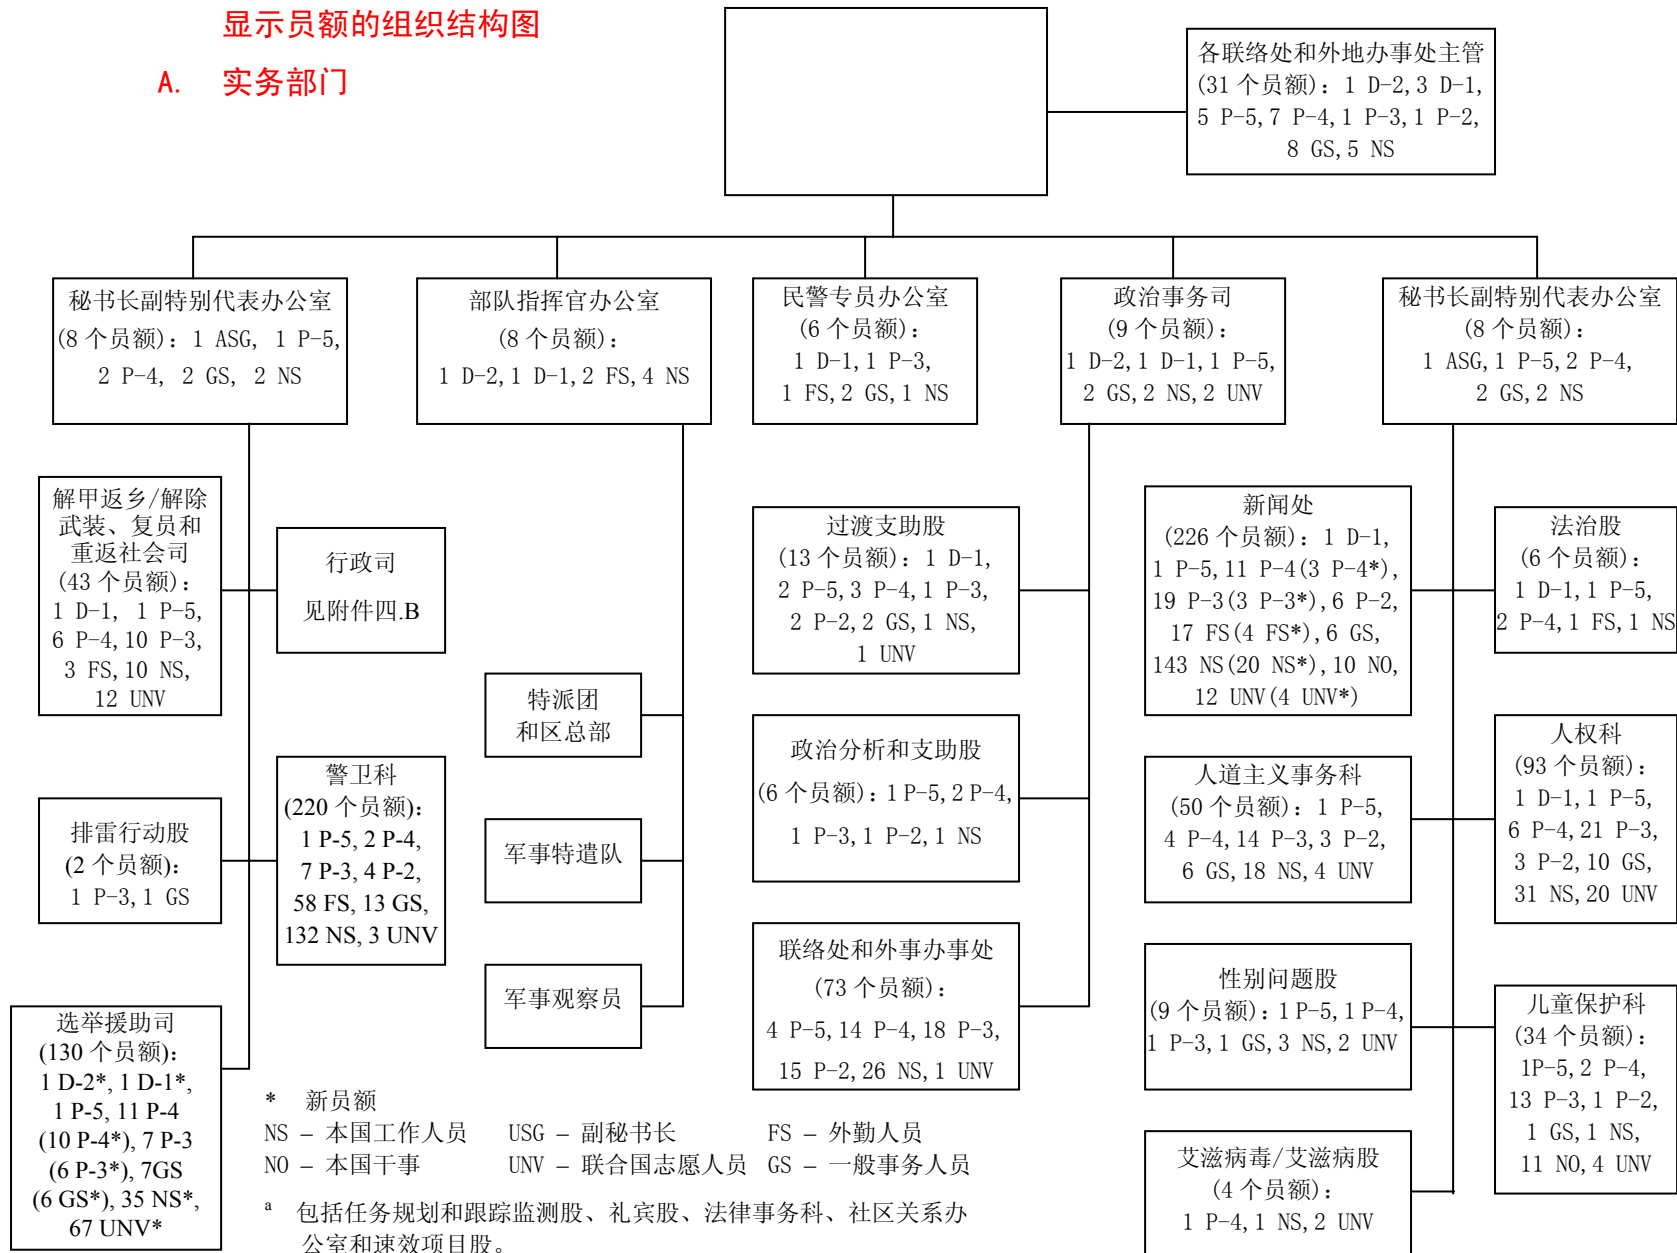 显示员额的组织结构图
A. 实务部门
各联络处和外地办事处主管
(31 个员额): 1 D-2,3 D-1,
5 P-5,7 P-4,1 P-3,1 P-2,
8 GS,5 NS
秘书长副特别代表办公室
(8 个员额): 1 ASG, 1 P-5,
2 P-4, 2 GS, 2 NS
部队指挥官办公室
(8 个员额):
1 D-2,1 D-1,2 FS,4 NS
民警专员办公室
(6 个员额):
1 D-1,1 P-3,
1 FS,2 GS,1 NS
政治事务司
(9 个员额):
1 D-2,1 D-1,1 P-5,
2 GS,2 NS,2 UNV
秘书长副特别代表办公室
(8 个员额):
1 ASG,1 P-5,2 P-4,
2 GS,2 NS
解甲返乡/解除
武装、复员和
重返社会司
(43 个员额):
1 D-1, 1 P-5,
6 P-4,10 P-3,
3 FS,10 NS,
12 UNV
行政司
见附件四.B
排雷行动股
(2 个员额):
1 P-3,1 GS
警卫科
(220 个员额):
1 P-5, 2 P-4,
7 P-3, 4 P-2,
58 FS, 13 GS,
132 NS, 3 UNV
选举援助司
(130 个员额):
1 D-2*, 1 D-1*,
1 P-5, 11 P-4
(10 P-4*), 7 P-3
(6 P-3*), 7GS
(6 GS*), 35 NS*,
67 UNV*
特派团
和区总部
军事特遣队
军事观察员
过渡支助股
(13 个员额): 1 D-1,
2 P-5,3 P-4,1 P-3,
2 P-2,2 GS,1 NS,
1 UNV
政治分析和支助股
(6 个员额): 1 P-5,2 P-4,
1 P-3,1 P-2,1 NS
联络处和外事办事处
(73 个员额):
4 P-5,14 P-4,18 P-3,
15 P-2,26 NS,1 UNV
新闻处
(226 个员额): 1 D-1,
1 P-5,11 P-4(3 P-4*),
19 P-3(3 P-3*),6 P-2,
17 FS(4 FS*),6 GS,
143 NS(20 NS*),10 NO,
12 UNV(4 UNV*)
法治股
(6 个员额):
1 D-1,1 P-5,
2 P-4,1 FS,1 NS
人道主义事务科
(50 个员额): 1 P-5,
4 P-4,14 P-3,3 P-2,
6 GS,18 NS,4 UNV
人权科
(93 个员额):
1 D-1,1 P-5,
6 P-4,21 P-3,
3 P-2,10 GS,
31 NS,20 UNV
性别问题股
(9 个员额): 1 P-5,1 P-4,
1 P-3,1 GS,3 NS,2 UNV
儿童保护科
(34 个员额):
1P-5,2 P-4,
13 P-3,1 P-2,
1 GS,1 NS,
11 NO,4 UNV
艾滋病毒/艾滋病股
(4 个员额):
1 P-4,1 NS,2 UNV
* 新员额
NS – 本国工作人员 USG – 副秘书长 FS – 外勤人员
NO – 本国干事 UNV – 联合国志愿人员 GS – 一般事务人员
a 包括任务规划和跟踪监测股、礼宾股、法律事务科、社区关系办
公室和速效项目股。